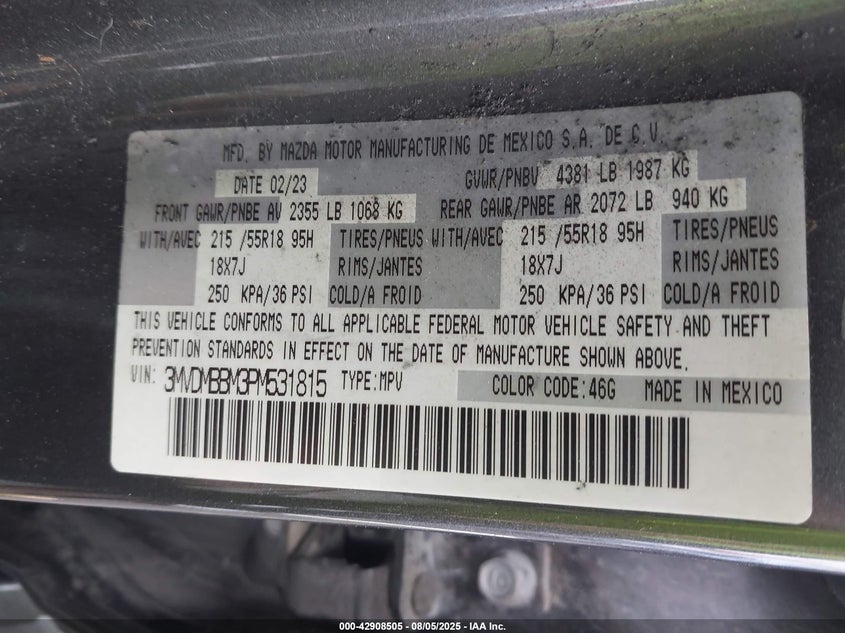 MFD. BY MAZDA MOTOR MANUFACTURING DE MEXICO S.A. DE C.V.
DATE 02/23 GVWR/PNBV 4381 LB 1987 KG
FRONT GAWR/PNBE AV 2355 LB 1068 KG REAR GAWR/PNBE AR 2072 LB 940 KG
WITH/AVEC 215 /55R18 95H TIRES/PNEUS WITH/AVEC 215 /55R18 95H TIRES/PNEUS
18X7J RIMS/JANTES 18X7J RIMS/JANTES
250 KPA/36 PSI COLD/A FROID 250 KPA/36 PSI COLD/A FROID
THIS VEHICLE CONFORMS TO ALL APPLICABLE FEDERAL MOTOR VEHICLE SAFETY AND THEFT
PREVENTION STANDARDS IN EFFECT ON THE DATE OF MANUFACTURE SHOWN ABOVE.
VIN: 3MVDMBBM3PM531815 TYPE:MPV COLOR CODE:46G MADE IN MEXICO
000-42908505 - 08/05/2025 - IAA Inc.